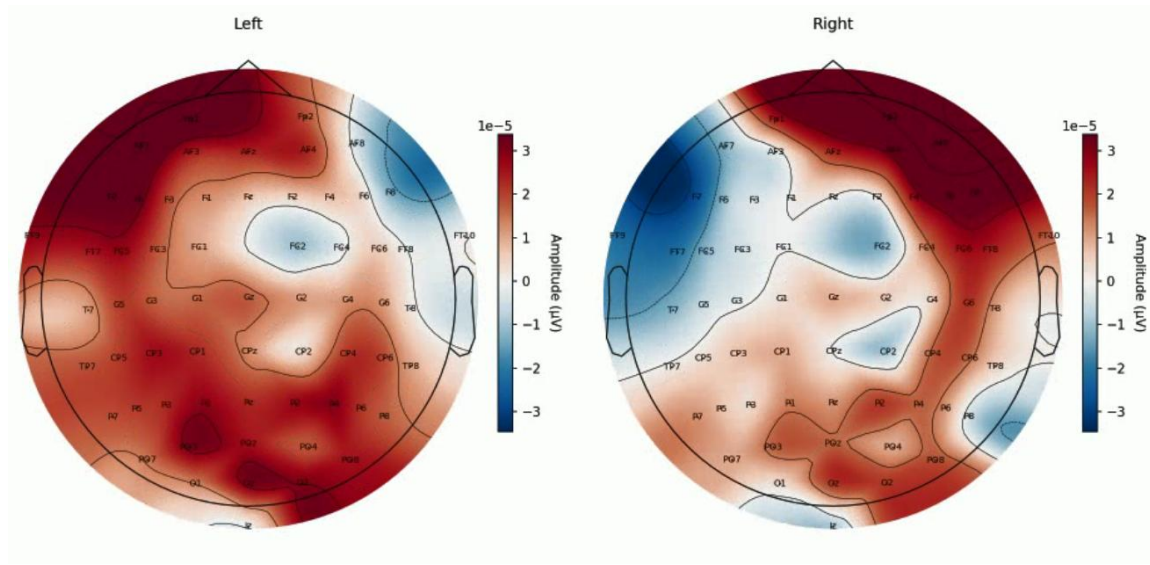 Left
Fp2
AF8
AF3 AFz AF4
F3 F1 Fz F2 F4 F6 F8
FT9 FT10
FT7 FC5 FC3 FC1 FC2 FC4 FC6 FT8
T7 C5 C3 C1 Cz C2 C4 C6 T8
TP7 CP5 CP3 CP1 CPz CP2 CP4 CP6 TP8
P7 P5 P3 P1 Pz P2 P6 P8
PO7 PO3 POz PO4 PO8
O1 Oz O2
Iz
1e−5
3
2
1
0
−1
−2
−3
Amplitude (µV)
Right
Fp1
AF7 AF3 AFz
F7 F5 F3 F1 Fz F2
FT9 FT10
FT7 FC5 FC3 FC1 FC2 FC4 FC6 FT8
T7 C5 C3 C1 Cz C2 C4 C6 T8
TP7 CP5 CP3 CP1 CPz CP2 CP4 CP6 TP8
P7 P5 P3 P1 Pz P2 P4 P6 P8
PO7 PO3 POz PO4 PO8
O1 Oz O2
Iz
1e−5
3
2
1
0
−1
−2
−3
Amplitude (µV)